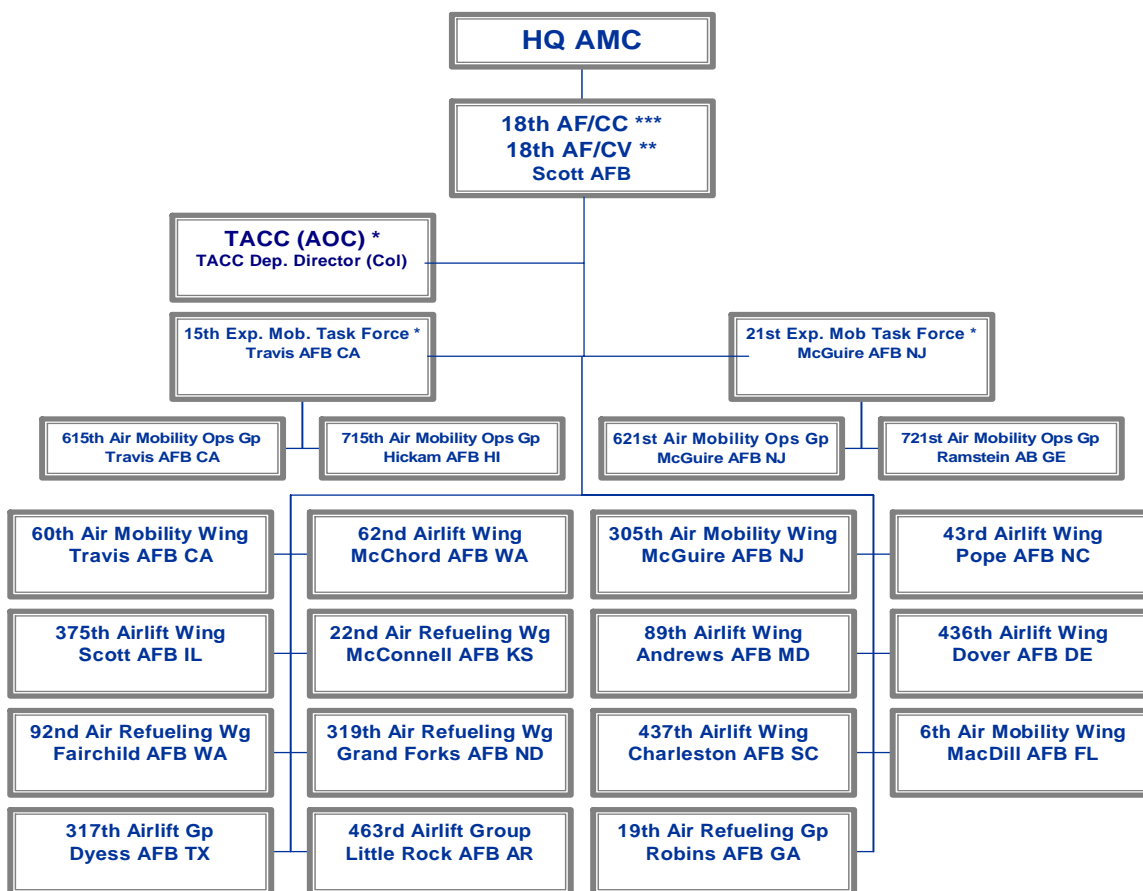 HQ AMC
18th AF/CC ***
18th AF/CV **
Scott AFB
TACC (AOC) *
TACC Dep. Director (Col)
15th Exp. Mob. Task Force *
Travis AFB CA
21st Exp. Mob Task Force *
McGuire AFB NJ
615th Air Mobility Ops Gp
Travis AFB CA
715th Air Mobility Ops Gp
Hickam AFB HI
621st Air Mobility Ops Gp
McGuire AFB NJ
721st Air Mobility Ops Gp
Ramstein AB GE
60th Air Mobility Wing
Travis AFB CA
62nd Airlift Wing
McChord AFB WA
305th Air Mobility Wing
McGuire AFB NJ
43rd Airlift Wing
Pope AFB NC
375th Airlift Wing
Scott AFB IL
22nd Air Refueling Wg
McConnell AFB KS
89th Airlift Wing
Andrews AFB MD
436th Airlift Wing
Dover AFB DE
92nd Air Refueling Wg
Fairchild AFB WA
319th Air Refueling Wg
Grand Forks AFB ND
437th Airlift Wing
Charleston AFB SC
6th Air Mobility Wing
MacDill AFB FL
317th Airlift Gp
Dyess AFB TX
463rd Airlift Group
Little Rock AFB AR
19th Air Refueling Gp
Robins AFB GA